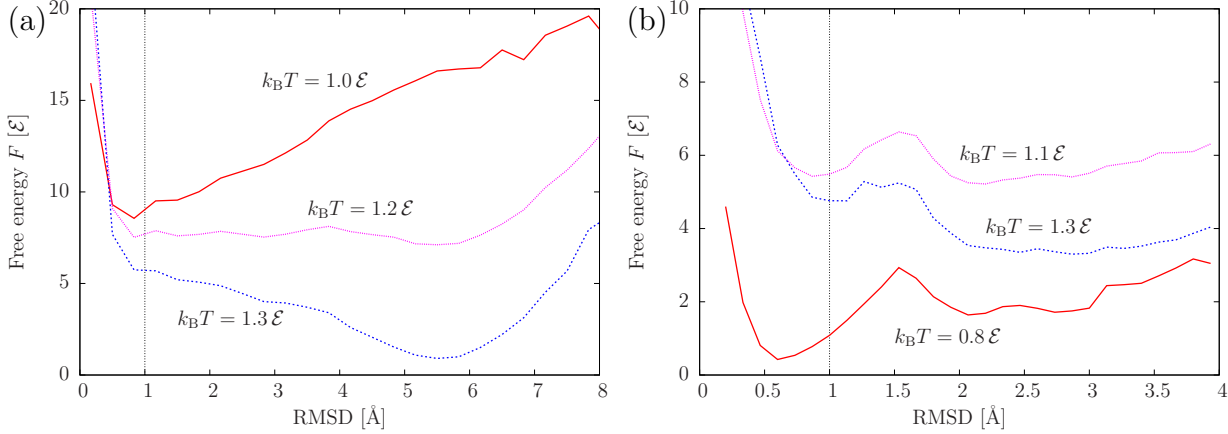 (a)
Free energy F [ℰ]
20
15
10
5
0
k_BT = 1.0 ℰ
k_BT = 1.2 ℰ
k_BT = 1.3 ℰ
0 1 2 3 4 5 6 7 8
RMSD [Å]
(b)
Free energy F [ℰ]
10
8
6
4
2
0
k_BT = 1.1 ℰ
k_BT = 1.3 ℰ
k_BT = 0.8 ℰ
0 0.5 1 1.5 2 2.5 3 3.5 4
RMSD [Å]